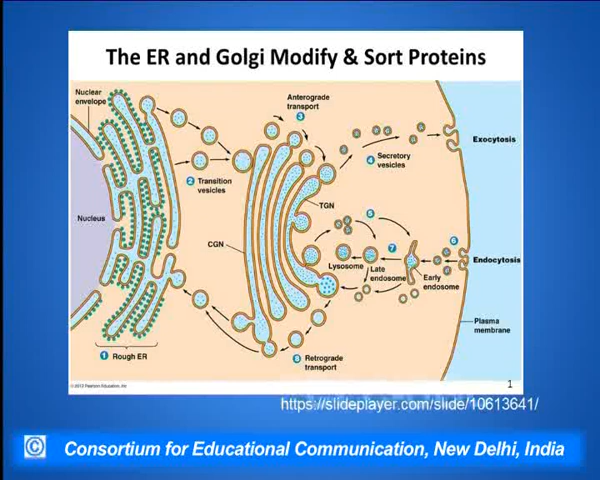 The ER and Golgi Modify & Sort Proteins
Nuclear
envelope
Anterograde
transport
3
Exocytosis
4 Secretory
vesicles
2 Transition
vesicles
TGN
Nucleus
5
CGN
7
6
Endocytosis
Lysosome
Late
endosome
Early
endosome
Plasma
membrane
1 Rough ER
8 Retrograde
transport
© 2012 Pearson Education, Inc.
1
https://slideplayer.com/slide/10613641/
© Consortium for Educational Communication, New Delhi, India